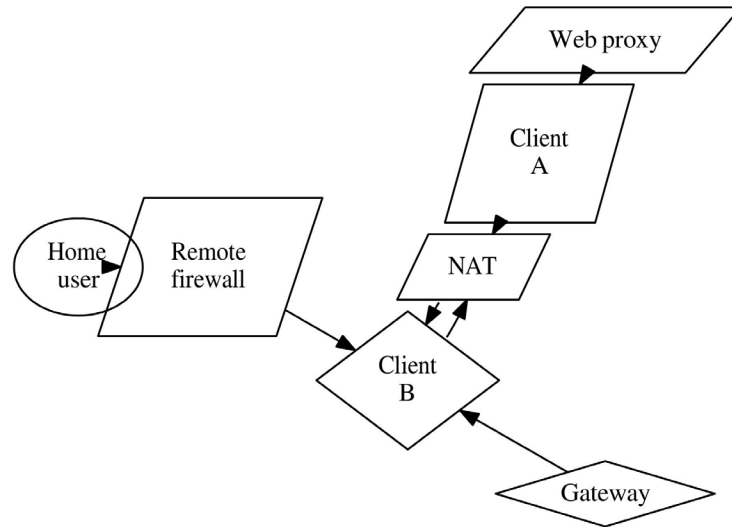 Web proxy
Client
A
Home
user
Remote
firewall
NAT
Client
B
Gateway